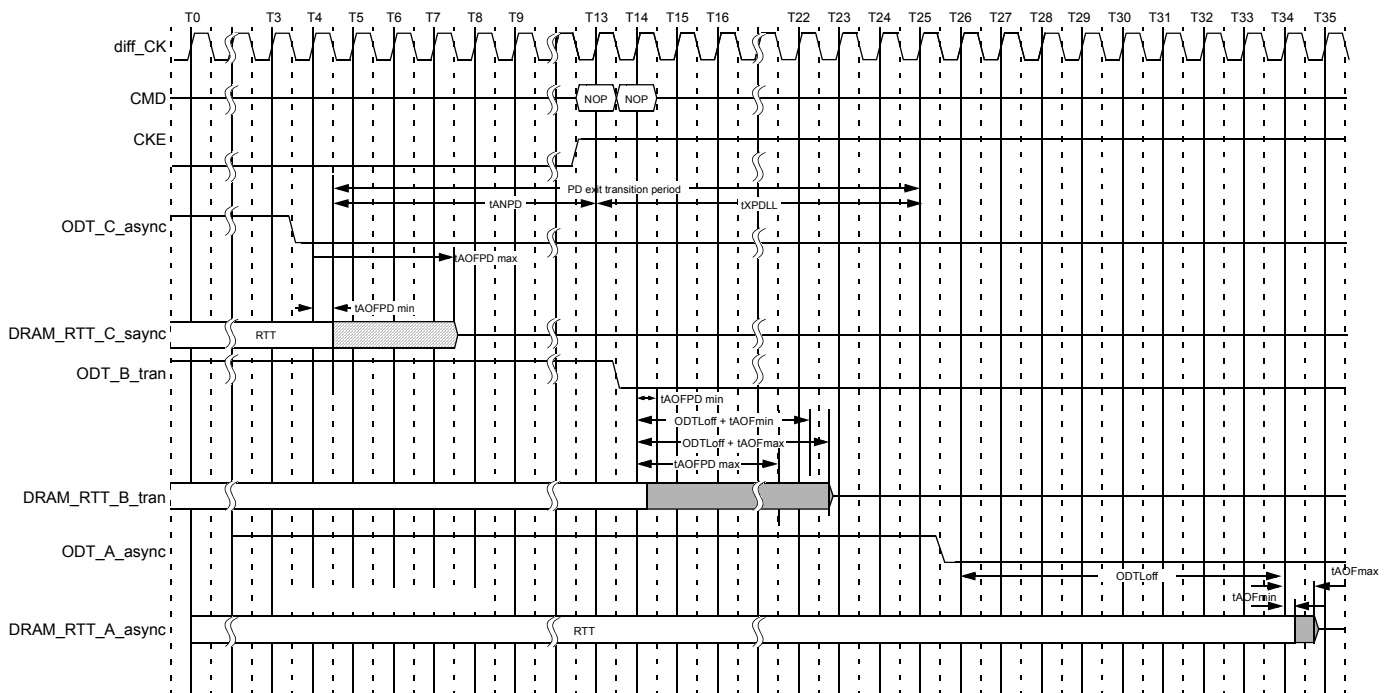 T0 T3 T4 T5 T6 T7 T8 T9 T13 T14 T15 T16 T22 T23 T24 T25 T26 T27 T28 T29 T30 T31 T32 T33 T34 T35
diff_CK
CMD NOP NOP
CKE
PD exit transition period
tANPD tXPDLL
ODT_C_async
tAOFPD max
tAOFPD min
DRAM_RTT_C_sync RTT
ODT_B_tran
tAOFPD min
ODTLoff + tAOFmin
ODTLoff + tAOFmax
tAOFPD max
DRAM_RTT_B_tran
ODT_A_async
ODTLoff tAOFmax
tAOFmin
DRAM_RTT_A_async RTT